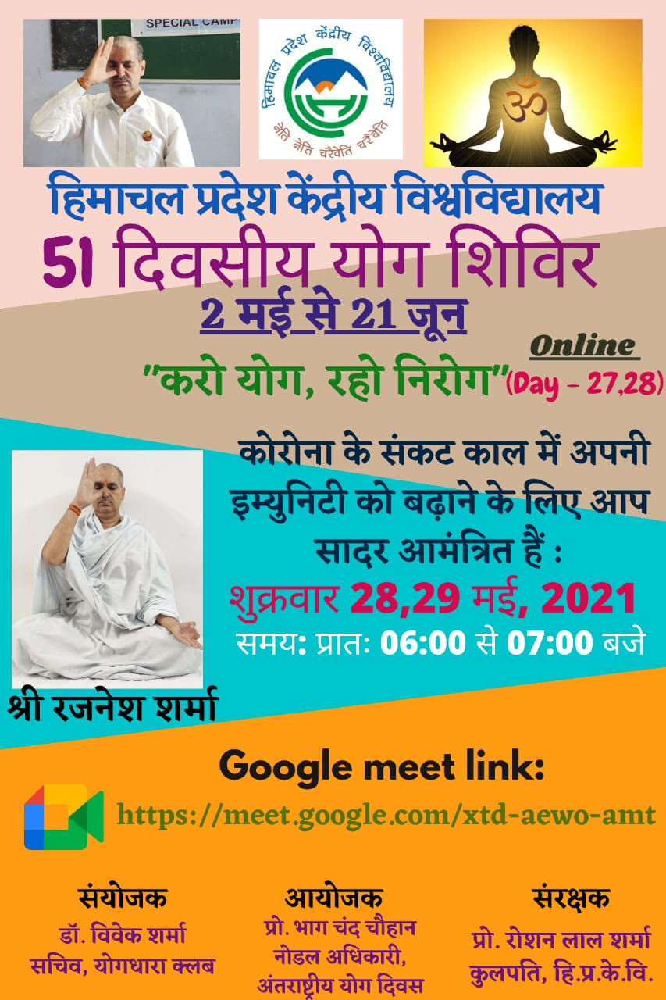 SPECIAL CAMP
हिमाचल प्रदेश केंद्रीय विश्वविद्यालय
नेति नेति चरैवेति चरैवेति
ॐ
हिमाचल प्रदेश केंद्रीय विश्वविद्यालय
51 दिवसीय योग शिविर
2 मई से 21 जून
Online
"करो योग, रहो निरोग" (Day - 27,28)
कोरोना के संकट काल में अपनी
इम्युनिटी को बढ़ाने के लिए आप
सादर आमंत्रित हैं :
शुक्रवार 28,29 मई, 2021
समय: प्रातः 06:00 से 07:00 बजे
श्री रजनेश शर्मा
Google meet link:
https://meet.google.com/xtd-aewo-amt
संयोजक
डॉ. विवेक शर्मा
सचिव, योगधारा क्लब
आयोजक
प्रो. भाग चंद चौहान
नोडल अधिकारी,
अंतराष्ट्रीय योग दिवस
संरक्षक
प्रो. रोशन लाल शर्मा
कुलपति, हि.प्र.के.वि.